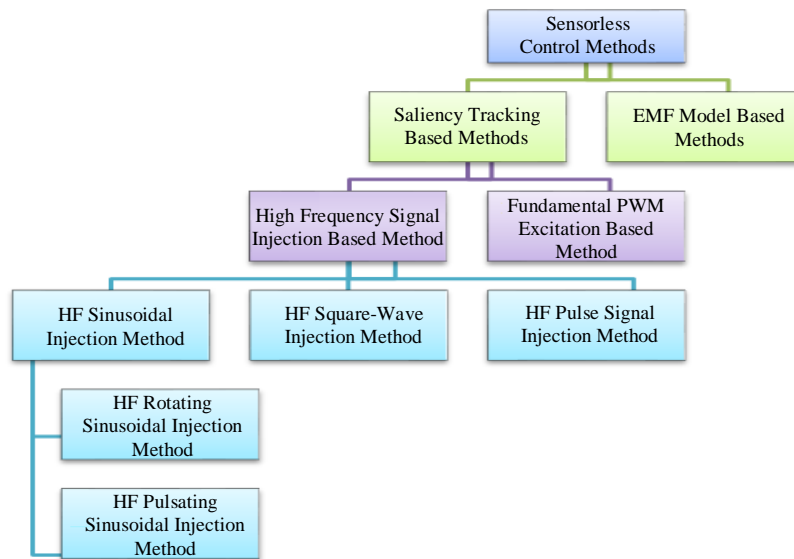 Sensorless
Control Methods
Saliency Tracking
Based Methods
EMF Model Based
Methods
High Frequency Signal
Injection Based Method
Fundamental PWM
Excitation Based
Method
HF Sinusoidal
Injection Method
HF Square-Wave
Injection Method
HF Pulse Signal
Injection Method
HF Rotating
Sinusoidal Injection
Method
HF Pulsating
Sinusoidal Injection
Method